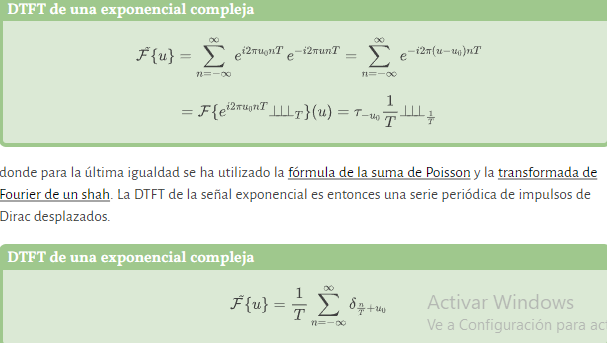 DTFT de una exponencial compleja
$\tilde{\mathcal{F}}\{u\} = \sum_{n=-\infty}^{\infty} e^{i2\pi u_0 nT} e^{-i2\pi unT} = \sum_{n=-\infty}^{\infty} e^{-i2\pi(u-u_0)nT}$
$= \mathcal{F}\{e^{i2\pi u_0 nT} ⊥⊥⊥_T\}(u) = \tau_{-u_0} \frac{1}{T} ⊥⊥⊥_{\frac{1}{T}}$
donde para la última igualdad se ha utilizado la fórmula de la suma de Poisson y la transformada de
Fourier de un shah. La DTFT de la señal exponencial es entonces una serie periódica de impulsos de
Dirac desplazados.
DTFT de una exponencial compleja
$\tilde{\mathcal{F}}\{u\} = \frac{1}{T} \sum_{n=-\infty}^{\infty} \delta_{\frac{n}{T}+u_0}$
Activar Windows
Ve a Configuración para act